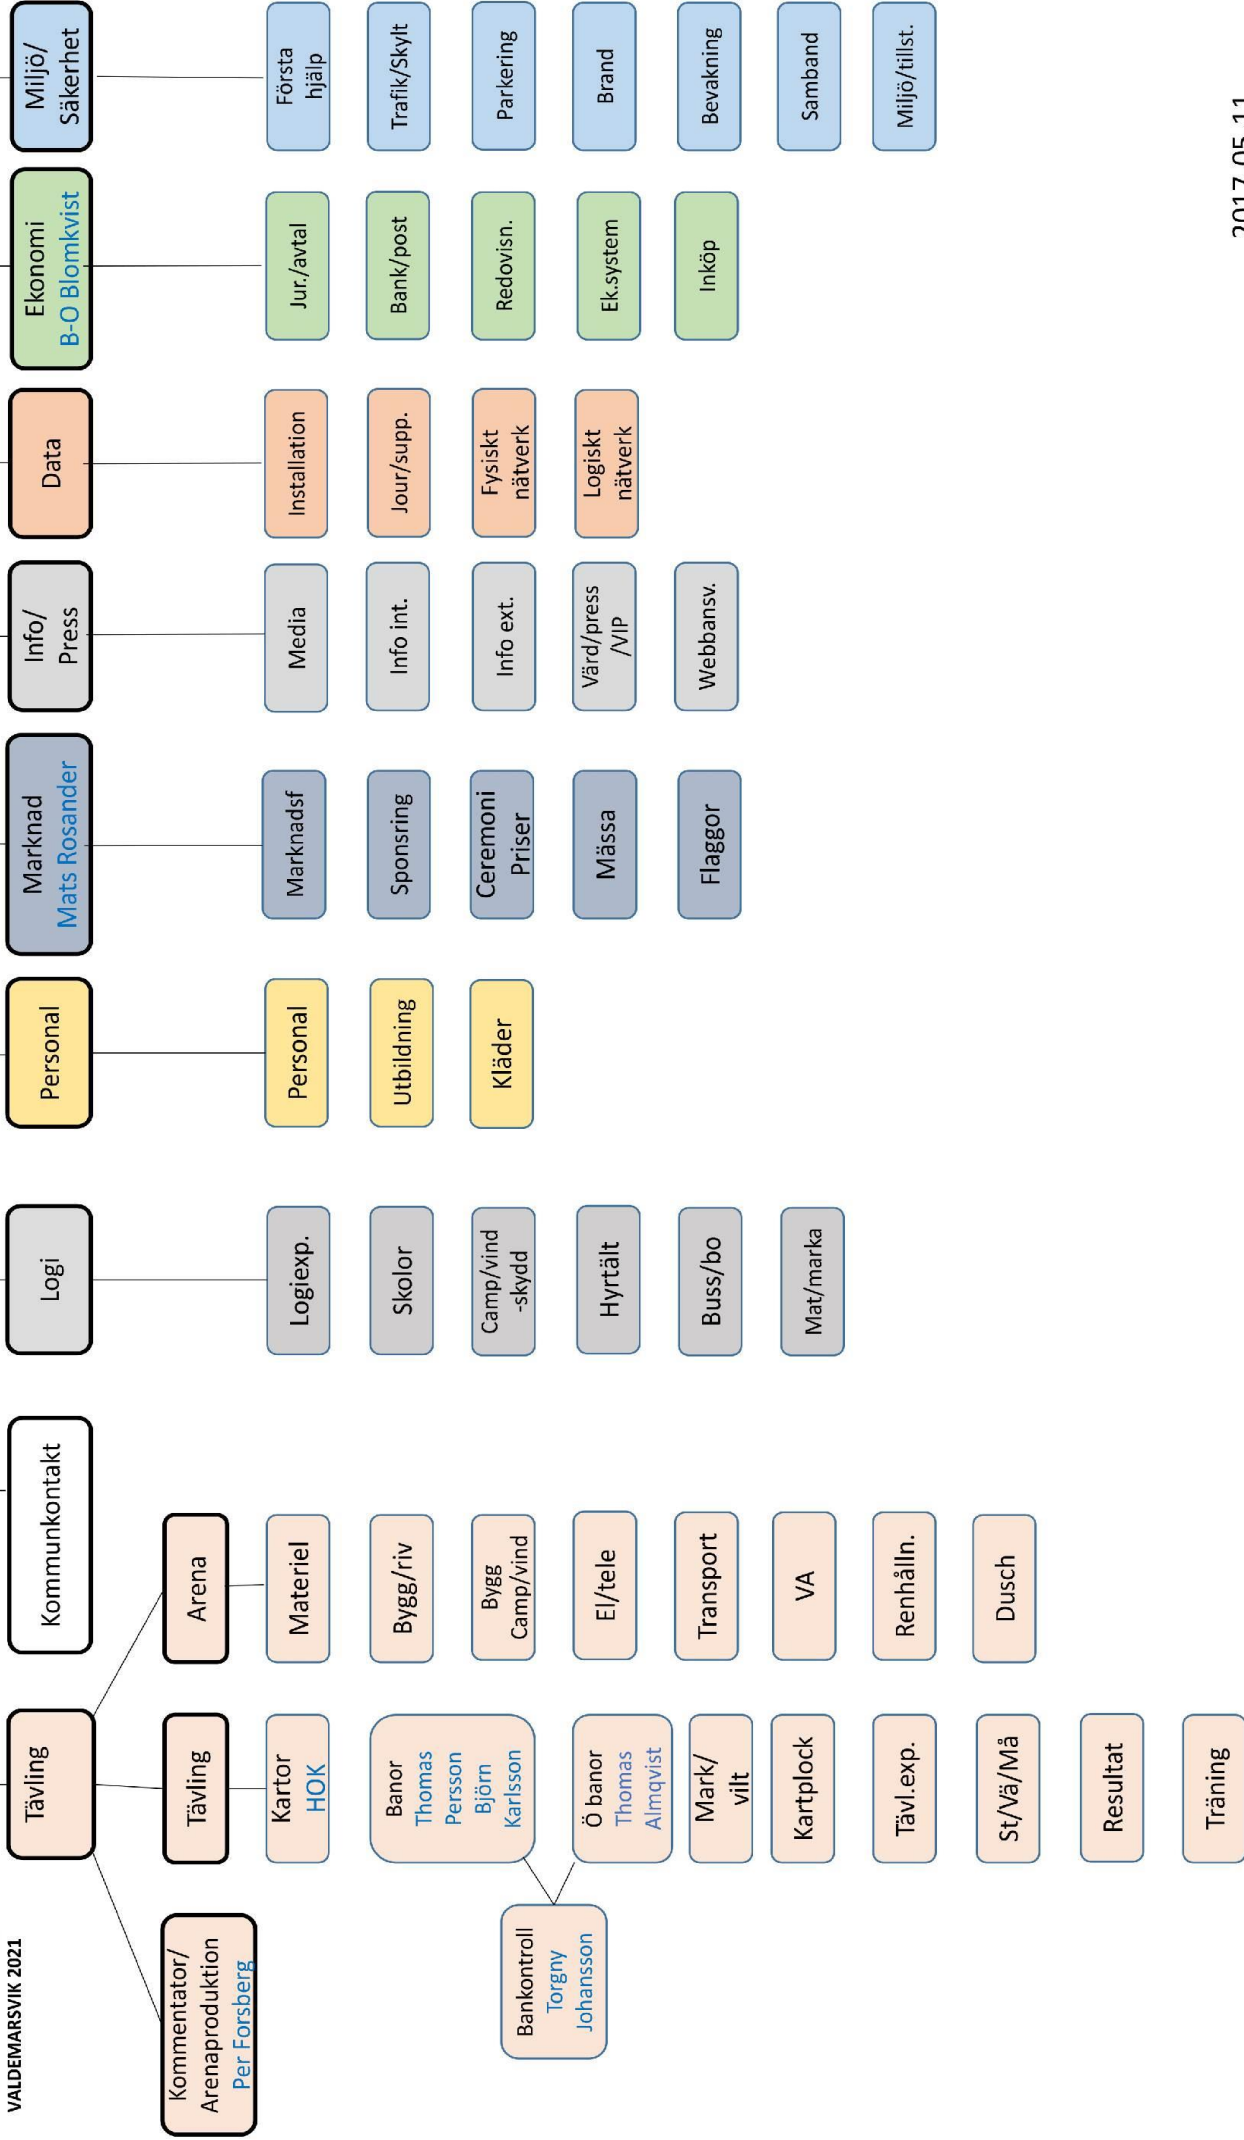 VALDEMARSVIK 2021
Tävling
Kommunkontakt
Logi
Personal
Marknad
Mats Rosander
Info/
Press
Data
Ekonomi
B-O Blomkvist
Miljö/
Säkerhet
Kommentator/
Arenaproduktion
Per Forsberg
Tävling
Kartor
HOK
Banor
Thomas
Persson
Björn
Karlsson
Bankontroll
Torgny
Johansson
Ö banor
Thomas
Almqvist
Mark/
vilt
Kartplock
Tävl.exp.
St/Vä/Må
Resultat
Träning
Arena
Materiel
Bygg/riv
Bygg
Camp/vind
El/tele
Transport
VA
Renhålln.
Dusch
Logiexp.
Skolor
Camp/vind
-skydd
Hyrtält
Buss/bo
Mat/marka
Personal
Utbildning
Kläder
Marknadsf
Sponsring
Ceremoni
Priser
Mässa
Flaggor
Media
Info int.
Info ext.
Värd/press
/VIP
Webbansv.
Installation
Jour/supp.
Fysiskt
nätverk
Logiskt
nätverk
Jur./avtal
Bank/post
Redovisn.
Ek.system
Inköp
Första
hjälp
Trafik/Skylt
Parkering
Brand
Bevakning
Samband
Miljö/tillst.
2017-05-11